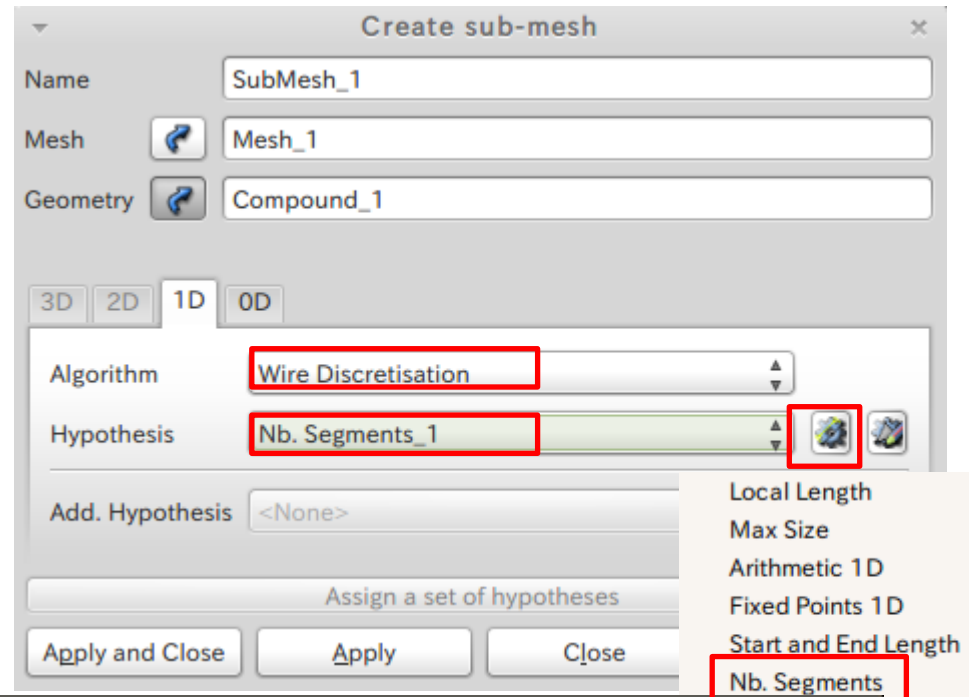 Create sub-mesh
Name SubMesh_1
Mesh Mesh_1
Geometry Compound_1
3D 2D 1D 0D
Algorithm Wire Discretisation
Hypothesis Nb. Segments_1
Add. Hypothesis <None>
Local Length
Max Size
Arithmetic 1D
Fixed Points 1D
Start and End Length
Nb. Segments
Assign a set of hypotheses
Apply and Close Apply Close